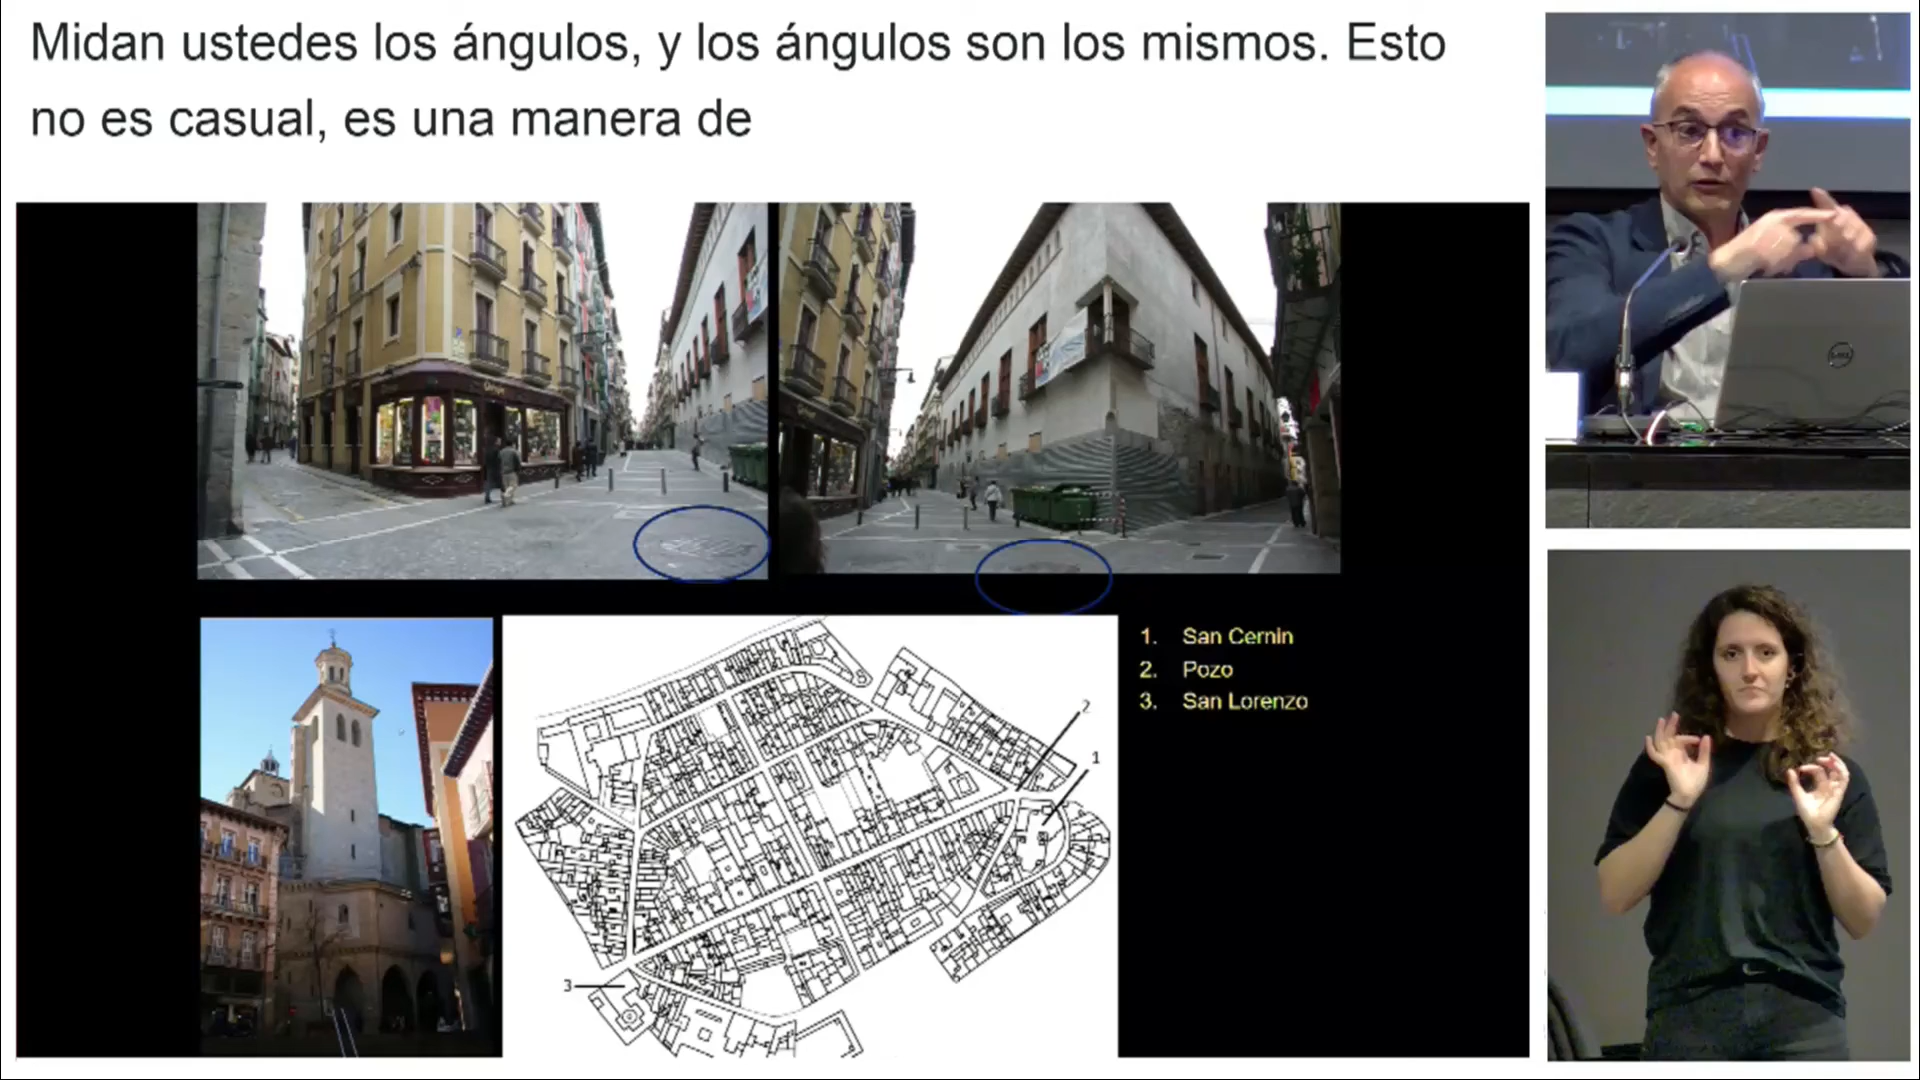 Midan ustedes los ángulos, y los ángulos son los mismos. Esto
no es casual, es una manera de
1. San Cernin
2. Pozo
3. San Lorenzo
2
1
3
DELL